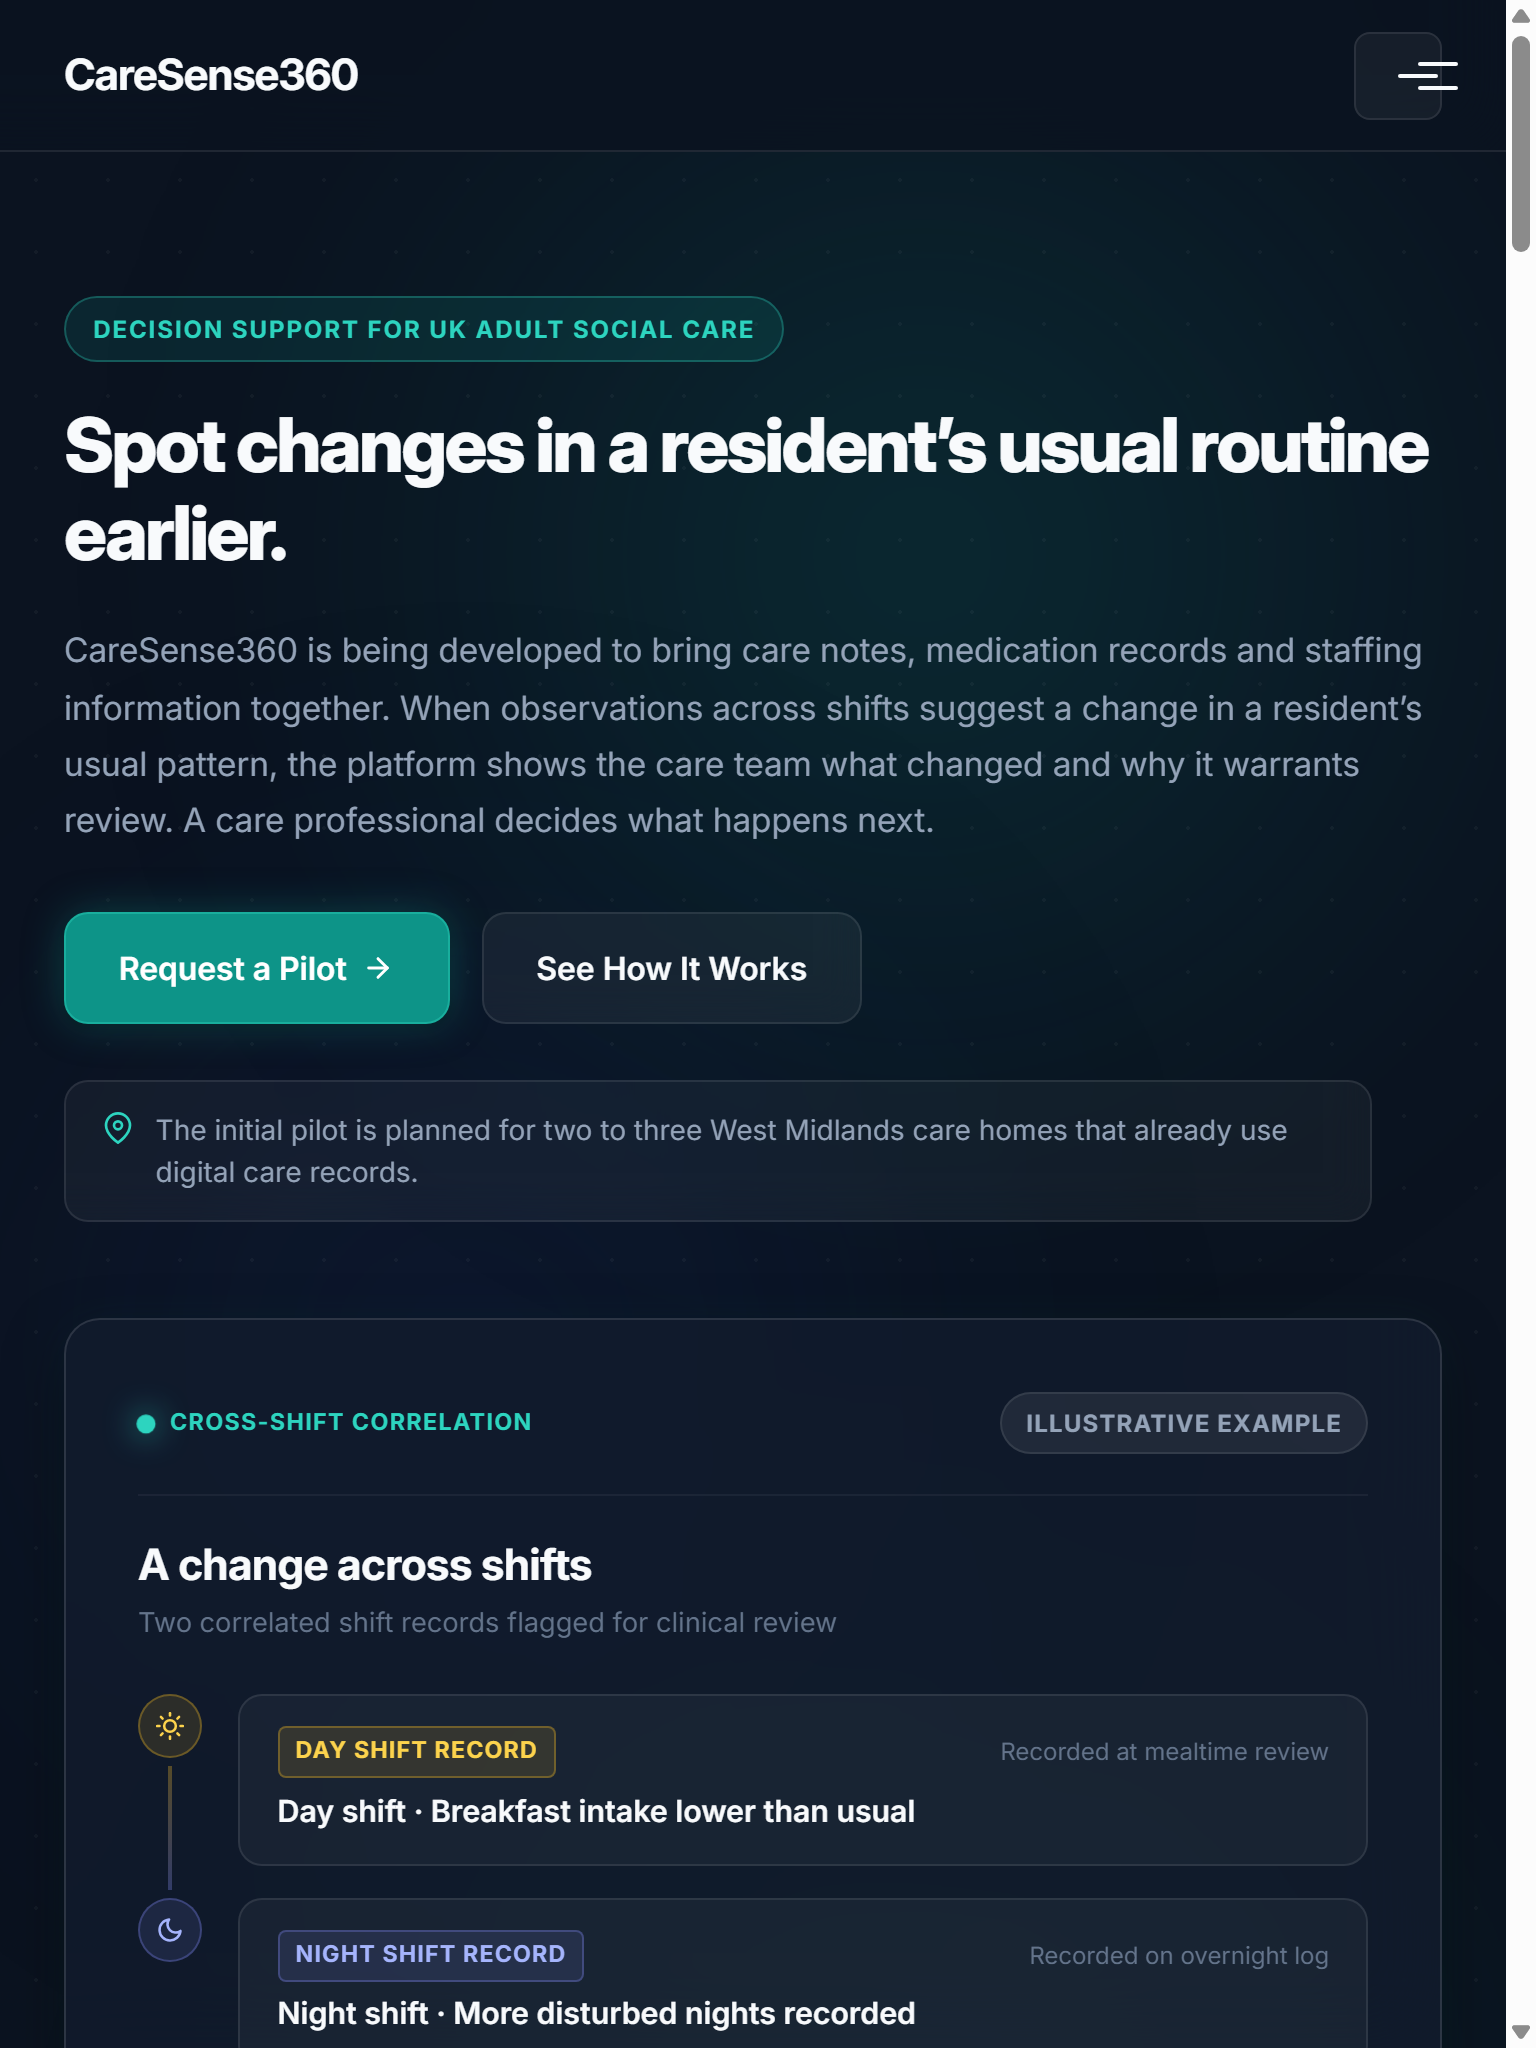 CareSense360
DECISION SUPPORT FOR UK ADULT SOCIAL CARE
Spot changes in a resident’s usual routine
earlier.
CareSense360 is being developed to bring care notes, medication records and staffing
information together. When observations across shifts suggest a change in a resident’s
usual pattern, the platform shows the care team what changed and why it warrants
review. A care professional decides what happens next.
Request a Pilot →
See How It Works
The initial pilot is planned for two to three West Midlands care homes that already use
digital care records.
CROSS-SHIFT CORRELATION
ILLUSTRATIVE EXAMPLE
A change across shifts
Two correlated shift records flagged for clinical review
DAY SHIFT RECORD
Recorded at mealtime review
Day shift · Breakfast intake lower than usual
NIGHT SHIFT RECORD
Recorded on overnight log
Night shift · More disturbed nights recorded